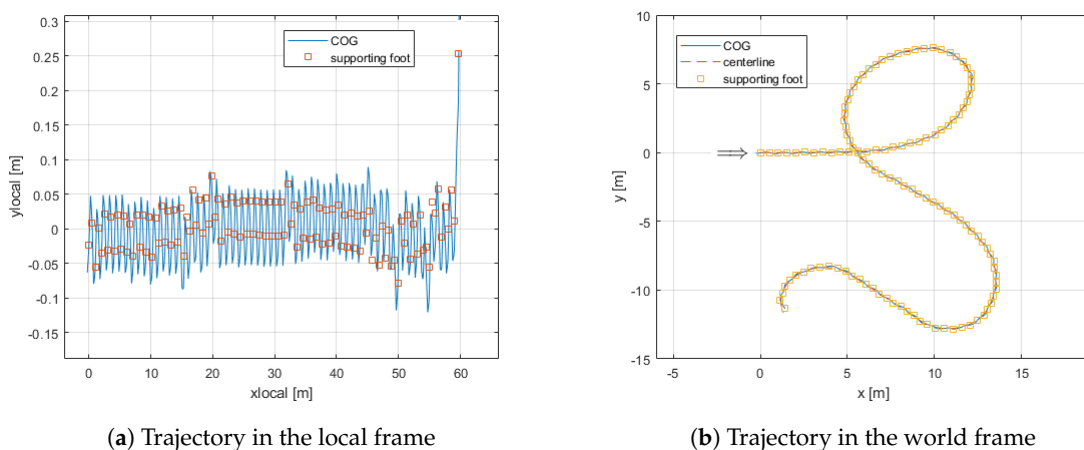 0.3
0.25
0.2
0.15
0.1
0.05
0
-0.05
-0.1
-0.15
ylocal [m]
COG
supporting foot
0 10 20 30 40 50 60
xlocal [m]
(a) Trajectory in the local frame
10
5
0
-5
-10
-15
y [m]
COG
centerline
supporting foot
-5 0 5 10 15
x [m]
(b) Trajectory in the world frame